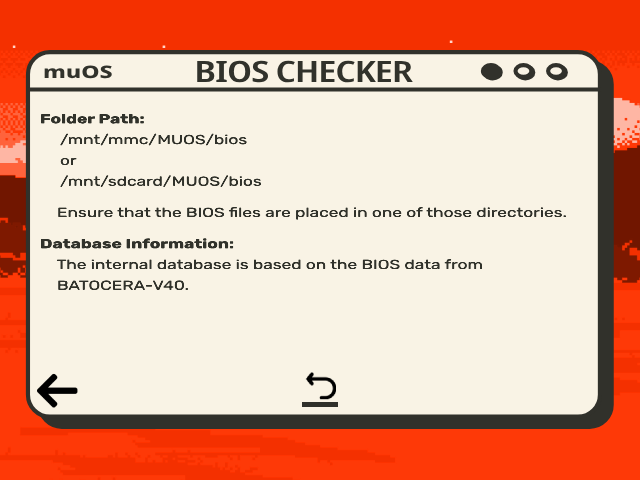 muOS
BIOS CHECKER
Folder Path:
/mnt/mmc/MUOS/bios
or
/mnt/sdcard/MUOS/bios
Ensure that the BIOS files are placed in one of those directories.
Database Information:
The internal database is based on the BIOS data from
BATOCERA-V40.